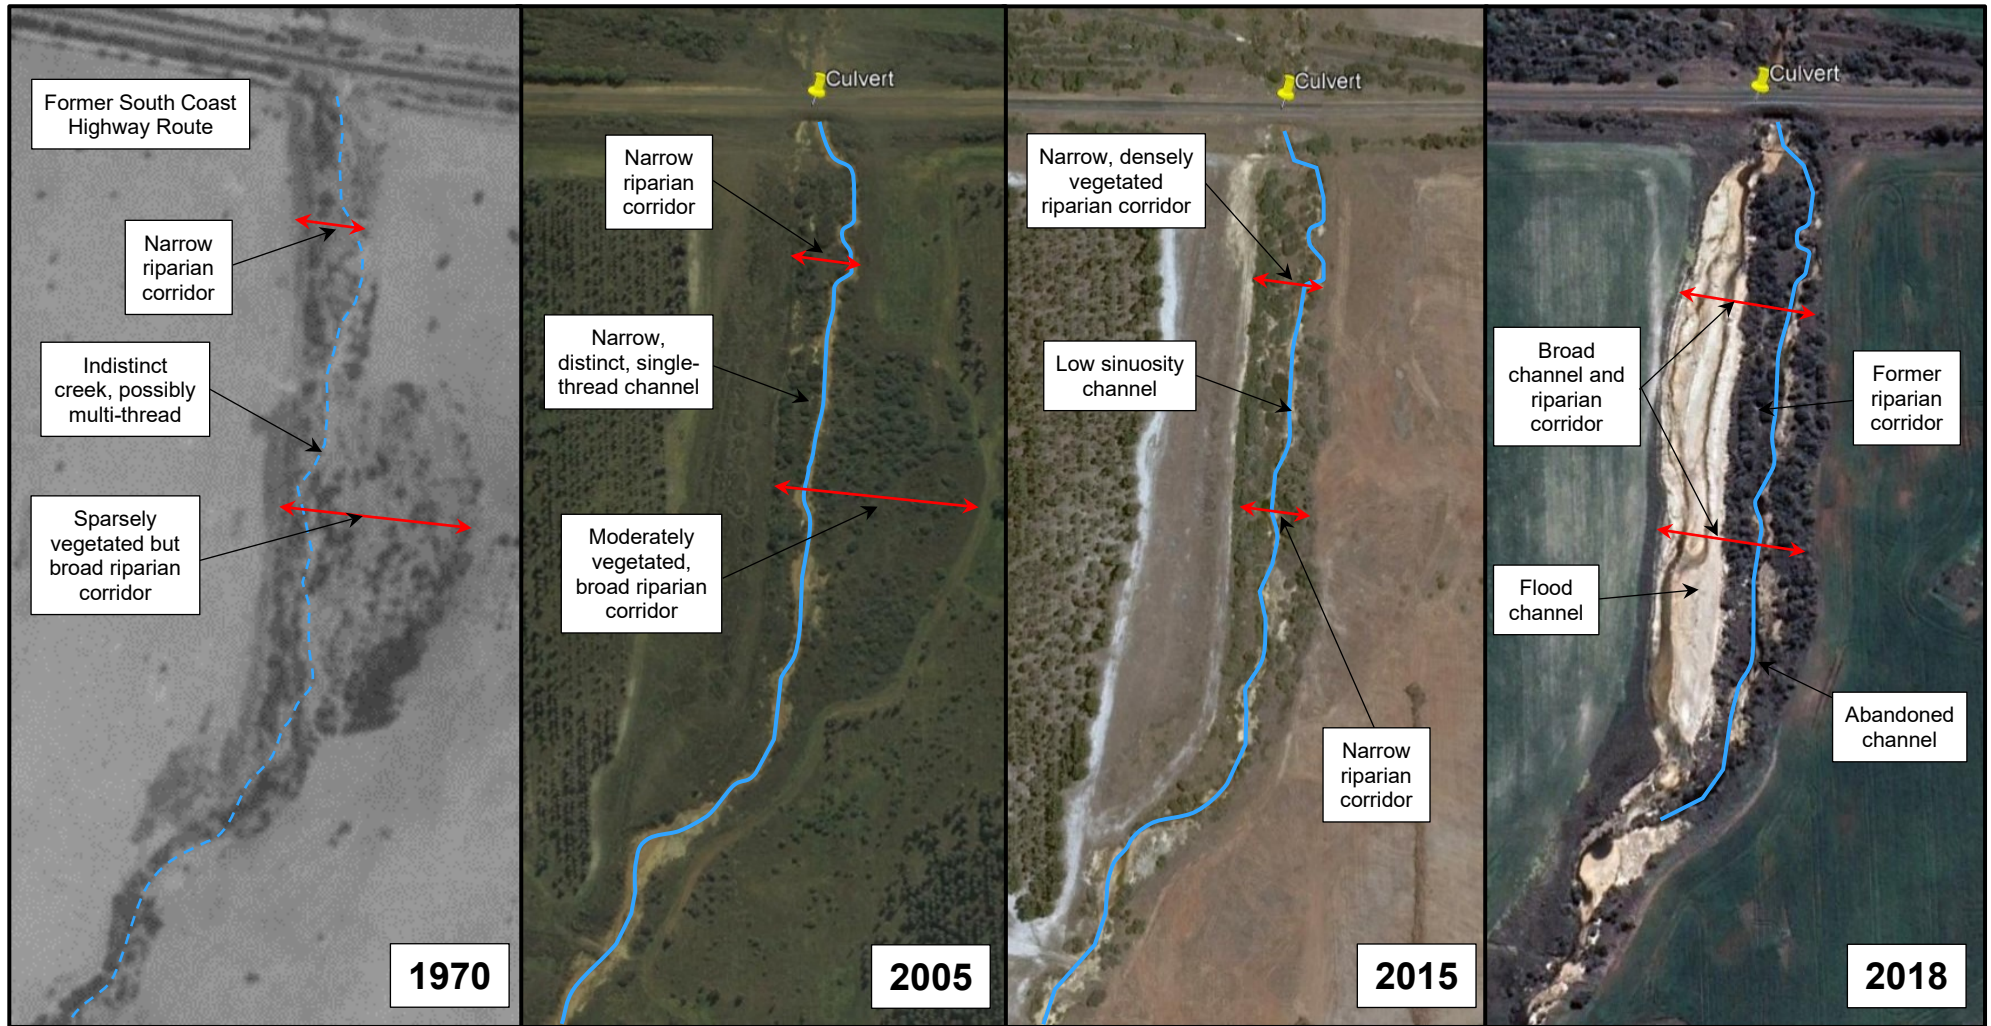 Former South Coast
Highway Route
Narrow
riparian
corridor
Indistinct
creek, possibly
multi-thread
Sparsely
vegetated but
broad riparian
corridor
1970
Culvert
Narrow
riparian
corridor
Narrow,
distinct, single-
thread channel
Moderately
vegetated,
broad riparian
corridor
2005
Culvert
Narrow, densely
vegetated
riparian corridor
Low sinuosity
channel
Narrow
riparian
corridor
2015
Culvert
Broad
channel and
riparian
corridor
Former
riparian
corridor
Flood
channel
Abandoned
channel
2018